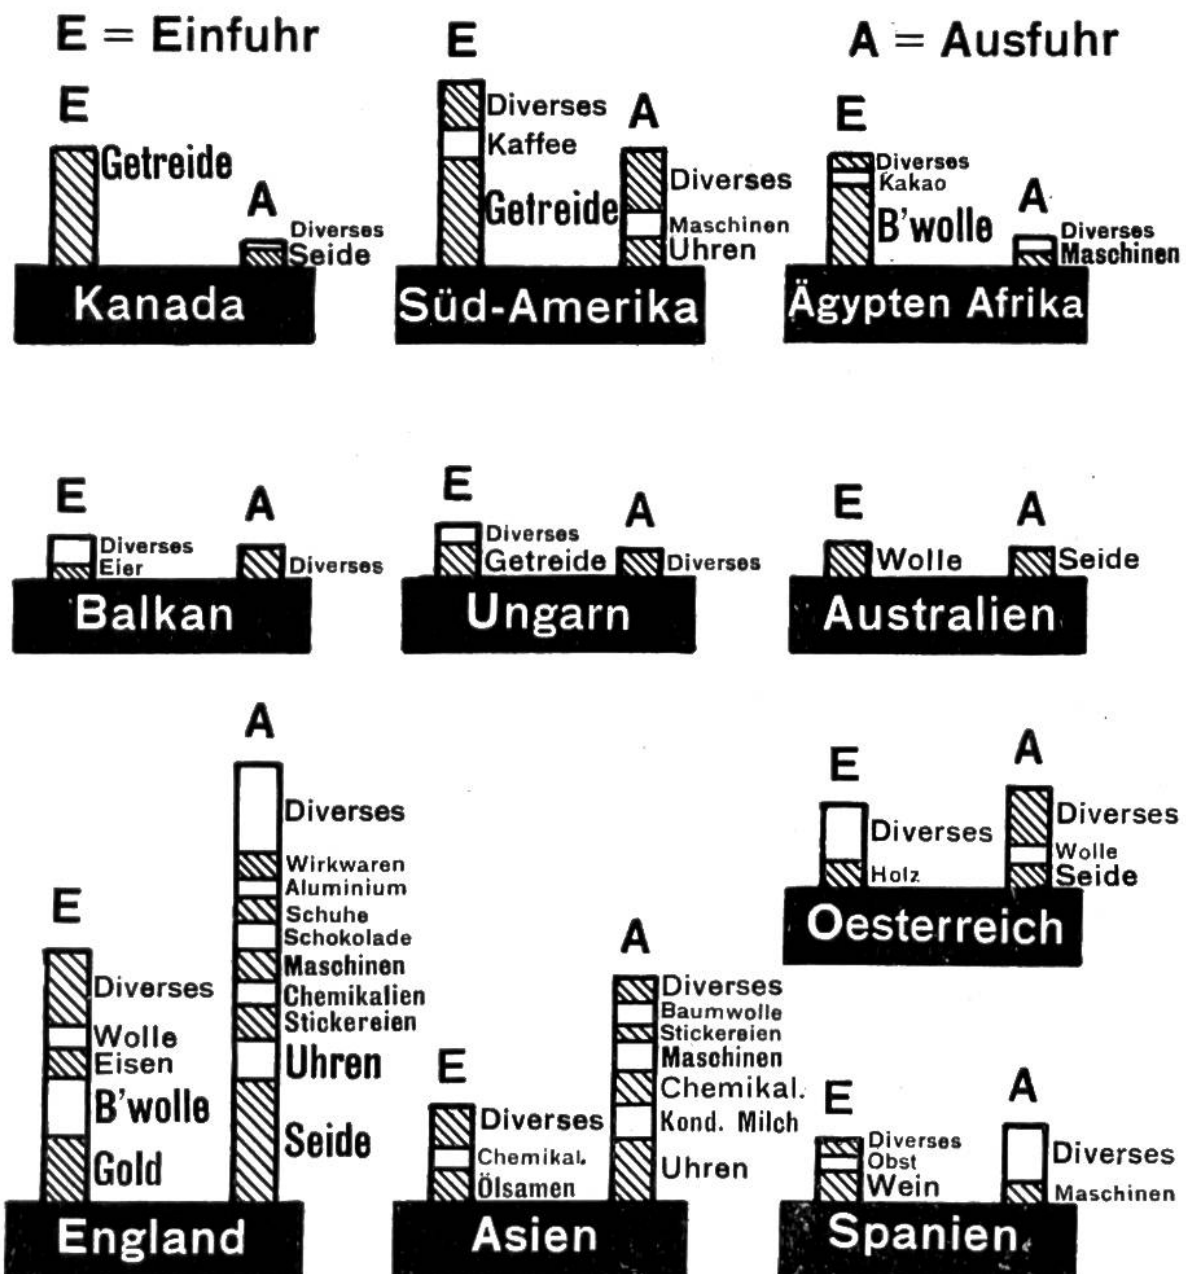 E = Einfuhr
A = Ausfuhr
E
Getreide
A
Diverses
Seide
Kanada
E
Diverses
Kaffee
Getreide
A
Diverses
Maschinen
Uhren
Süd-Amerika
E
Diverses
Kakao
B'wolle
A
Diverses
Maschinen
Ägypten Afrika
E
Diverses
Eier
A
Diverses
Balkan
E
Diverses
Getreide
A
Diverses
Ungarn
E
Wolle
A
Seide
Australien
E
Diverses
Wolle
Eisen
B'wolle
Gold
A
Diverses
Wirkwaren
Aluminium
Schuhe
Schokolade
Maschinen
Chemikalien
Stickereien
Uhren
Seide
England
E
Diverses
Chemikal.
Ölsamen
A
Diverses
Baumwolle
Stickereien
Maschinen
Chemikal.
Kond. Milch
Uhren
Asien
E
Diverses
Holz
A
Diverses
Wolle
Seide
Oesterreich
E
Diverses
Obst
Wein
A
Diverses
Maschinen
Spanien